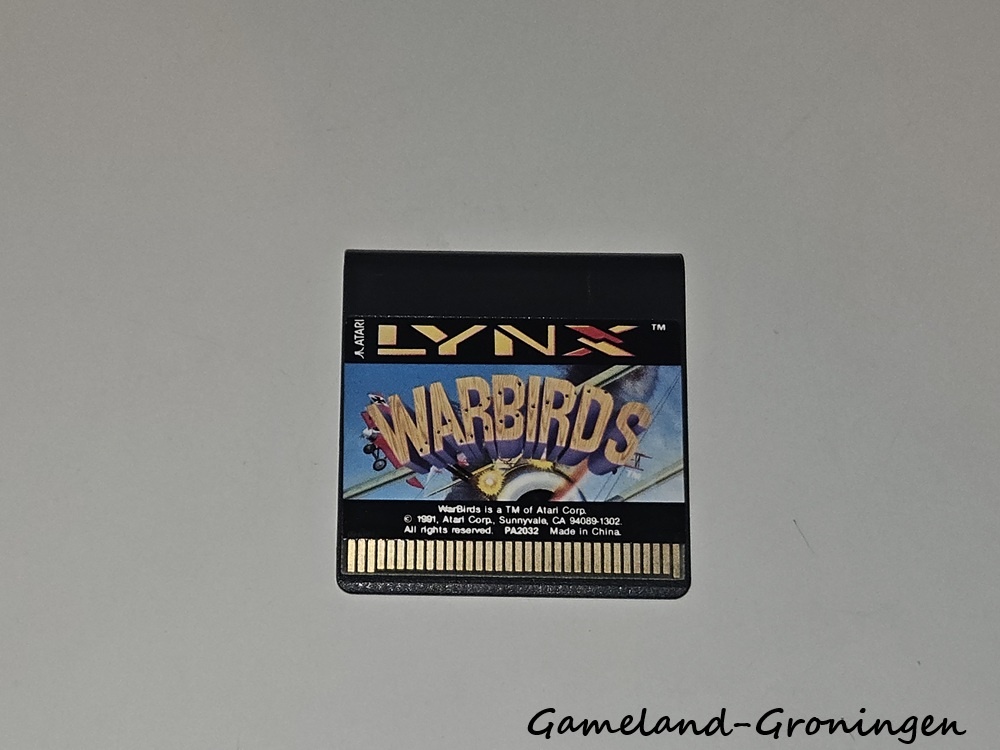 ATARI
LYNX ™
WARBIRDS
WarBirds is a TM of Atari Corp.
© 1991, Atari Corp., Sunnyvale, CA 94089-1302.
All rights reserved. PA2032 Made in China.
Gameland-Groningen